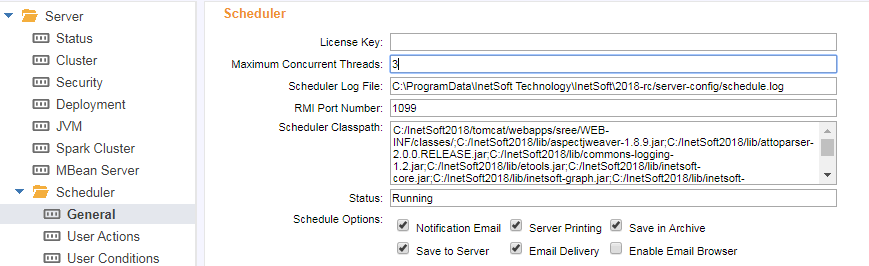 Server
Status
Cluster
Security
Deployment
JVM
Spark Cluster
MBean Server
Scheduler
General
User Actions
User Conditions
Scheduler
License Key:
Maximum Concurrent Threads: 3
Scheduler Log File: C:\ProgramData\InetSoft Technology\InetSoft\2018-rc/server-config/schedule.log
RMI Port Number: 1099
Scheduler Classpath: C:/InetSoft2018/tomcat/webapps/sree/WEB-
INF/classes/;C:/InetSoft2018/lib/aspectjweaver-1.8.9.jar;C:/InetSoft2018/lib/attoparser-
2.0.0.RELEASE.jar;C:/InetSoft2018/lib/commons-logging-
1.2.jar;C:/InetSoft2018/lib/etools.jar;C:/InetSoft2018/lib/inetsoft-
core.jar;C:/InetSoft2018/lib/inetsoft-graph.jar;C:/InetSoft2018/lib/inetsoft-
Status: Running
Schedule Options:
Notification Email Server Printing Save in Archive
Save to Server Email Delivery Enable Email Browser